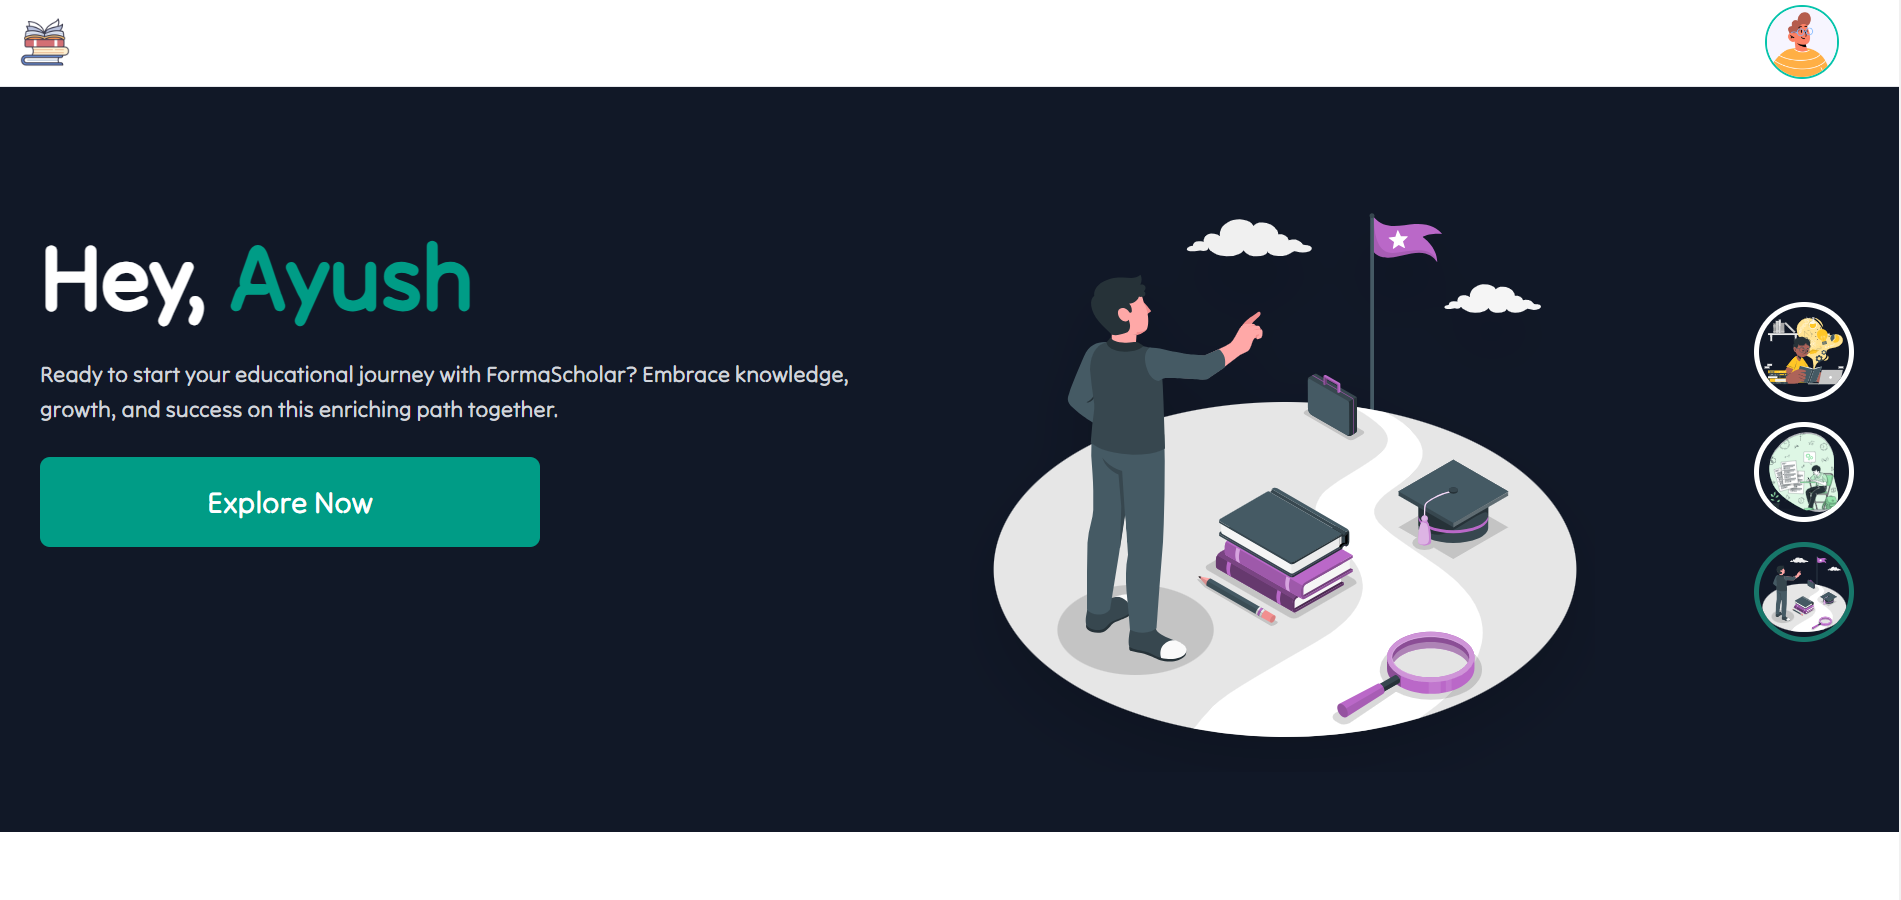 Hey, Ayush
Ready to start your educational journey with FormaScholar? Embrace knowledge,
growth, and success on this enriching path together.
Explore Now